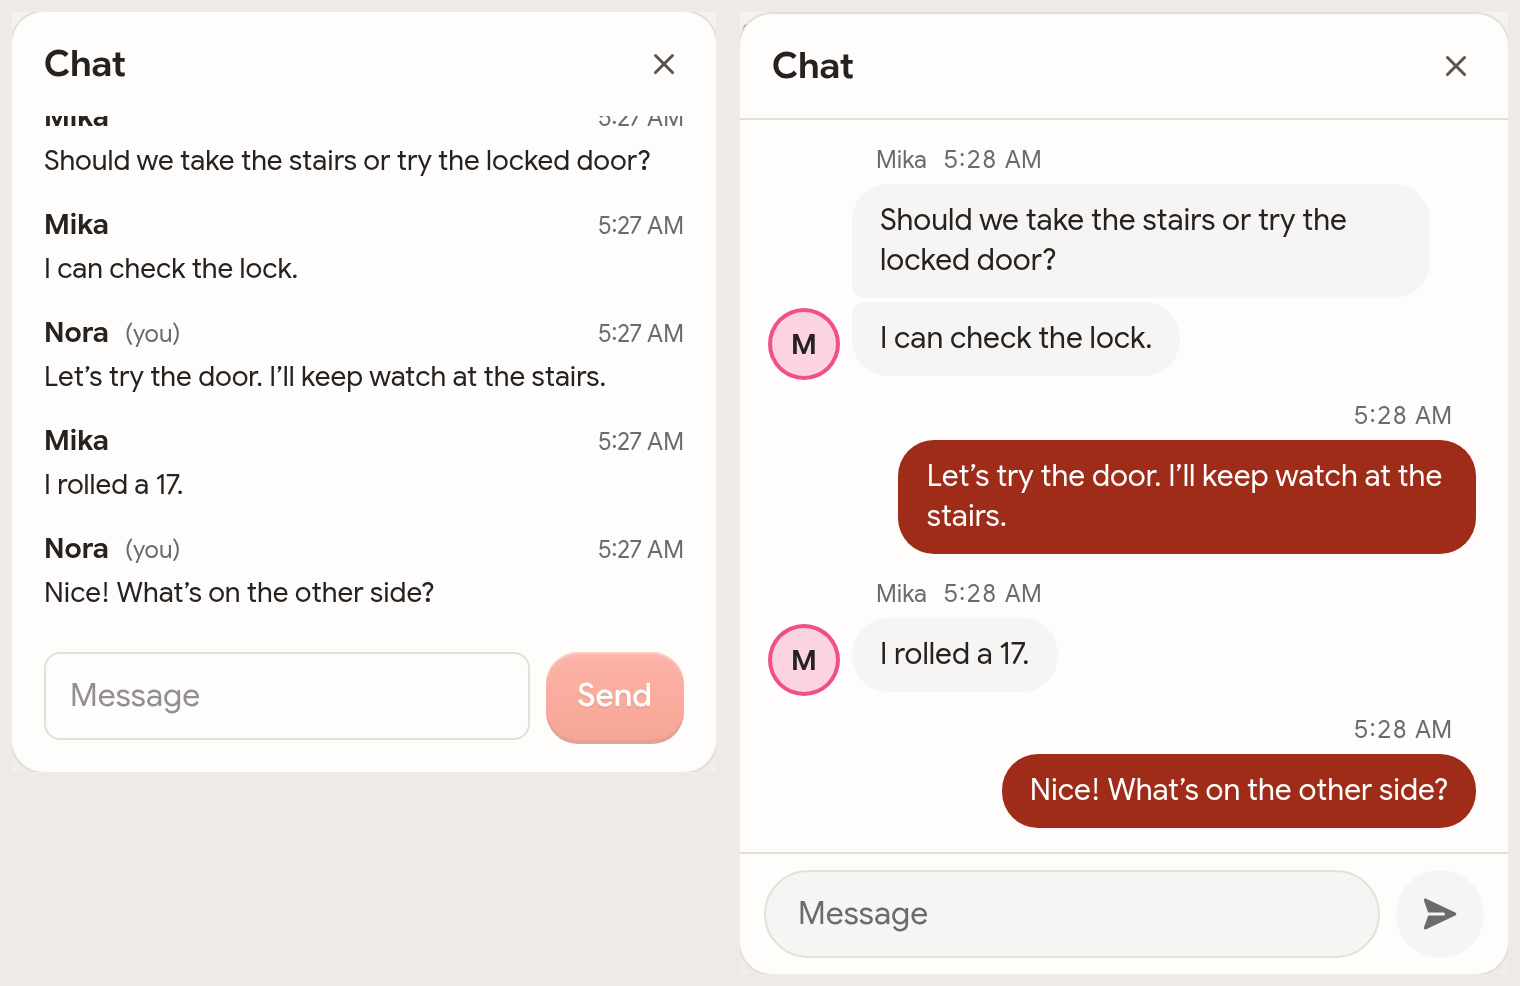 Chat
Mika 5:27 AM
Should we take the stairs or try the locked door?
Mika 5:27 AM
I can check the lock.
Nora (you) 5:27 AM
Let’s try the door. I’ll keep watch at the stairs.
Mika 5:27 AM
I rolled a 17.
Nora (you) 5:27 AM
Nice! What’s on the other side?
Message
Send
Chat
Mika 5:28 AM
Should we take the stairs or try the
locked door?
M
I can check the lock.
5:28 AM
Let’s try the door. I’ll keep watch at the
stairs.
Mika 5:28 AM
M
I rolled a 17.
5:28 AM
Nice! What’s on the other side?
Message